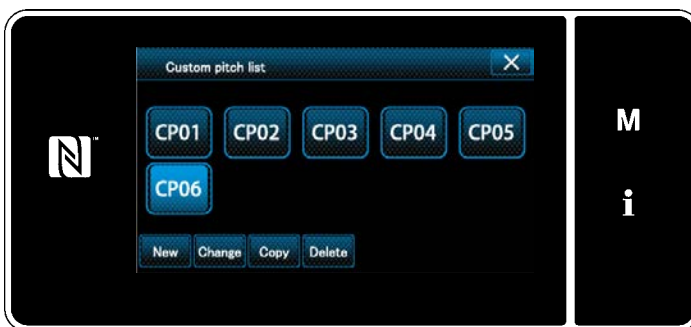 Custom pitch list
CP01 CP02 CP03 CP04 CP05
CP06
New Change Copy Delete
M
i